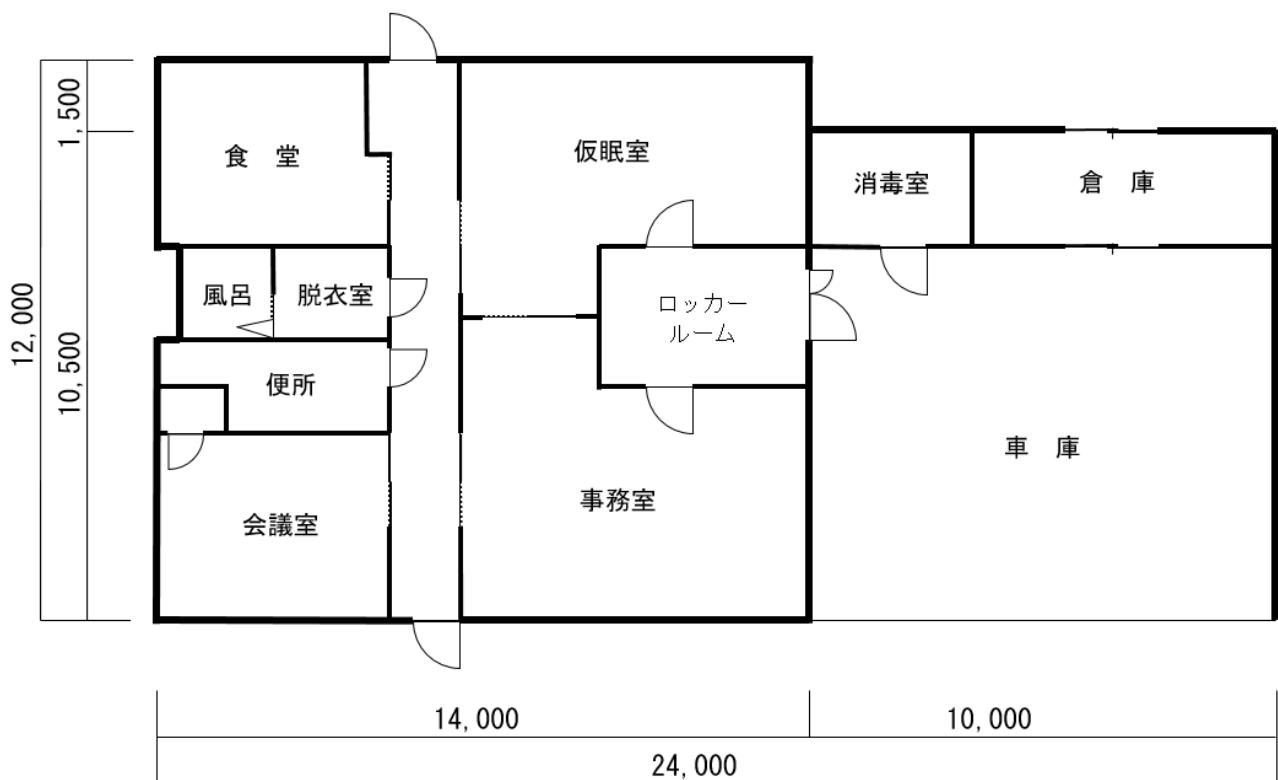 食　堂
仮眠室
消毒室
倉　庫
風呂
脱衣室
ロッカー
ルーム
便所
会議室
事務室
車　庫
1,500
12,000
10,500
14,000
10,000
24,000